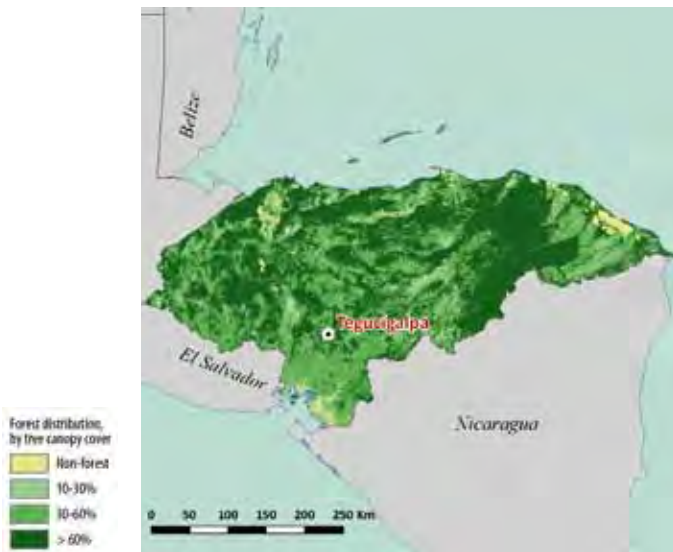 Belize
Tegucigalpa
El Salvador
Nicaragua
Forest distribution,
by tree canopy cover
Non-forest
10-30%
30-60%
> 60%
0 50 100 150 200 250 Km